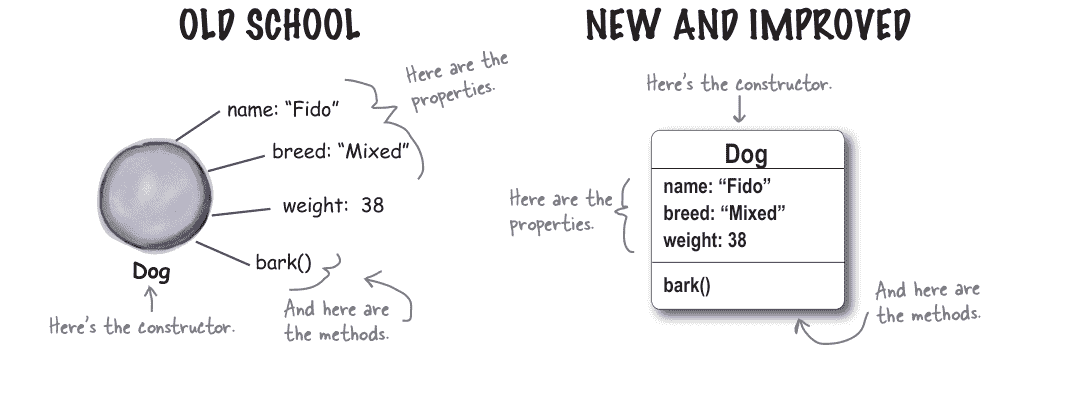 OLD SCHOOL
Here are the
properties.
name: “Fido”
breed: “Mixed”
weight: 38
bark()
Dog
Here’s the constructor.
And here are
the methods.
NEW AND IMPROVED
Here’s the constructor.
Dog
Here are the
properties.
name: “Fido”
breed: “Mixed”
weight: 38
bark()
And here are
the methods.